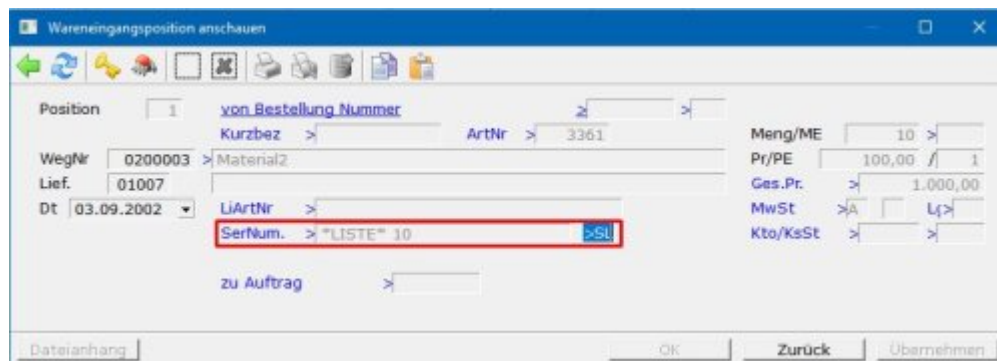 Wareneingangsposition anschauen
Position 1 von Bestellung Nummer > >
Kurzbez > ArtNr > 3361 Meng/ME 10 >
WegNr 0200003 > Material2 Pr/PE 100,00 / 1
Lief. 01007 Ges.Pr. > 1.000,00
Dt 03.09.2002 LiArtNr > MwSt > A L(>
SerNum. > *LISTE* 10 >SL Kto/KsSt > >
zu Auftrag >
Dateianhang OK Zurück Übernehmen